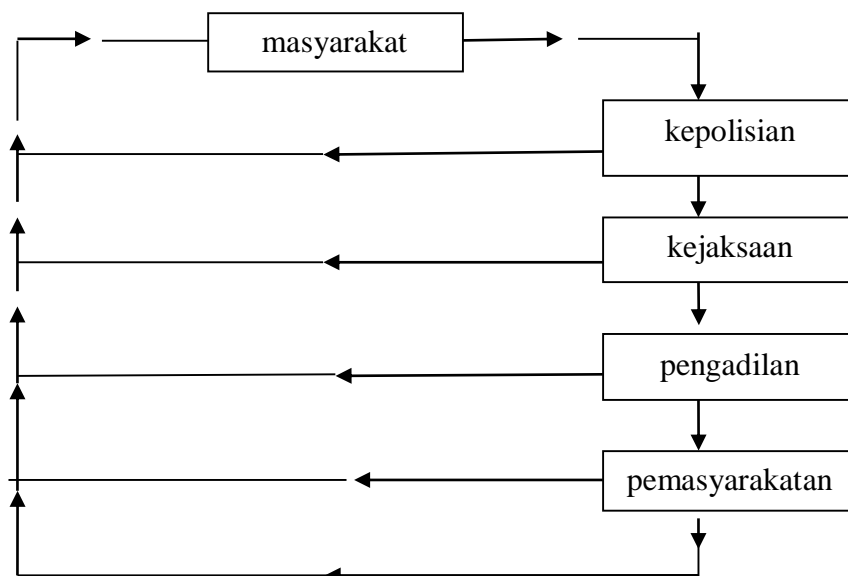 masyarakat
kepolisian
kejaksaan
pengadilan
pemasyarakatan